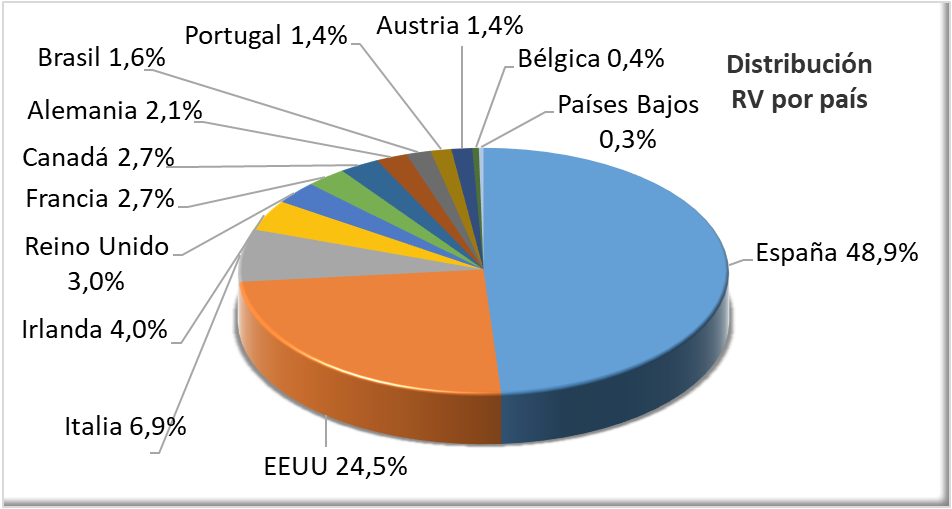 Distribución
RV por país
España 48,9%
EEUU 24,5%
Italia 6,9%
Irlanda 4,0%
Reino Unido
3,0%
Francia 2,7%
Canadá 2,7%
Alemania 2,1%
Brasil 1,6%
Portugal 1,4%
Austria 1,4%
Bélgica 0,4%
Países Bajos
0,3%